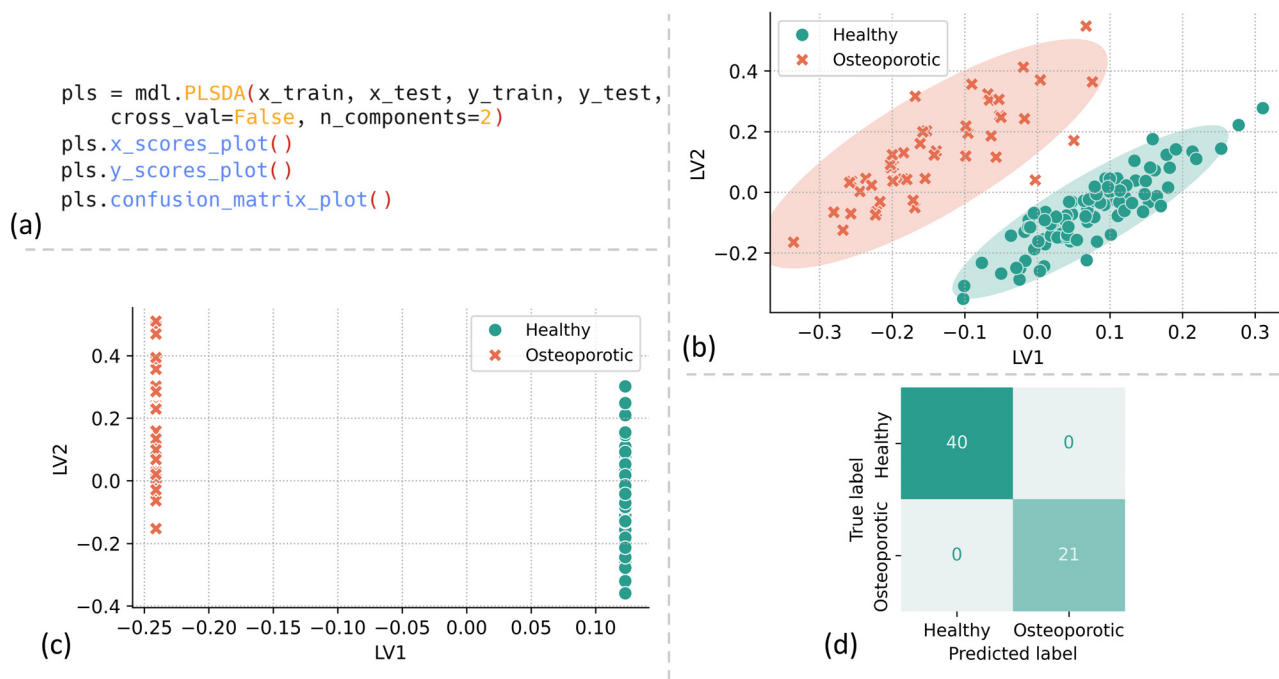 pls = mdl.PLSDA(x_train, x_test, y_train, y_test,
cross_val=False, n_components=2)
pls.x_scores_plot()
pls.y_scores_plot()
pls.confusion_matrix_plot()
(a)
Healthy
Osteoporotic
0.4
0.2
0.0
−0.2
LV2
−0.3
−0.2
−0.1
0.0
0.1
0.2
0.3
LV1
(b)
Healthy
Osteoporotic
0.4
0.2
0.0
−0.2
−0.4
LV2
−0.25
−0.20
−0.15
−0.10
−0.05
0.00
0.05
0.10
LV1
(c)
True label
Healthy
Osteoporotic
40
0
0
21
Healthy
Osteoporotic
Predicted label
(d)